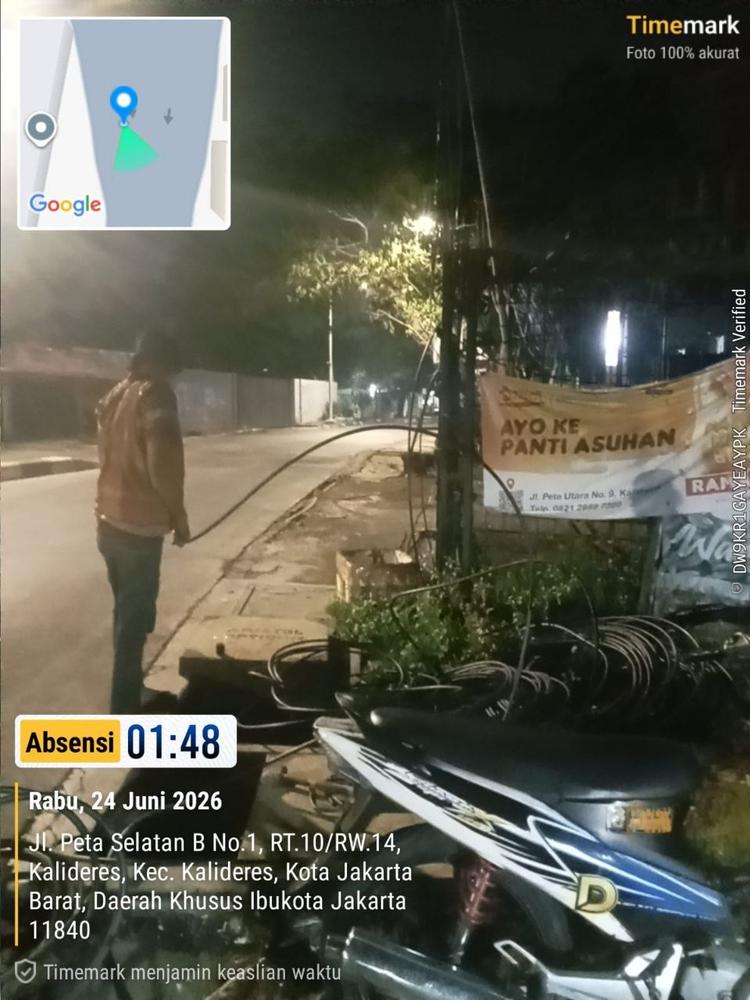 Timemark
Foto 100% akurat
Google
AYO KE
PANTI ASUHAN
Jl. Peta Utara No. 9,
Telp. 0821
D
DW9KR1GAYEAYPK Timemark Verified
Absensi 01:48
Rabu, 24 Juni 2026
Jl. Peta Selatan B No.1, RT.10/RW.14,
Kalideres, Kec. Kalideres, Kota Jakarta
Barat, Daerah Khusus Ibukota Jakarta
11840
Timemark menjamin keaslian waktu